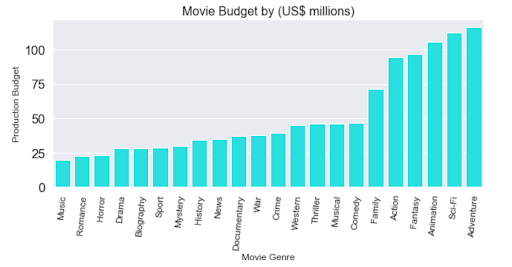 Movie Budget by (US$ millions)
Production Budget
100
75
50
25
0
Music
Romance
Horror
Drama
Biography
Sport
Mystery
History
News
Documentary
War
Crime
Western
Thriller
Musical
Comedy
Family
Action
Fantasy
Animation
Sci-Fi
Adventure
Movie Genre